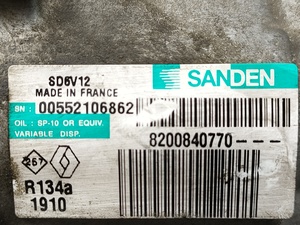 SD6V12
MADE IN FRANCE
SANDEN
SN: 00552106862
OIL: SP-10 OR EQUIV.
VARIABLE DISP.
8200840770---
267
R134a
1910